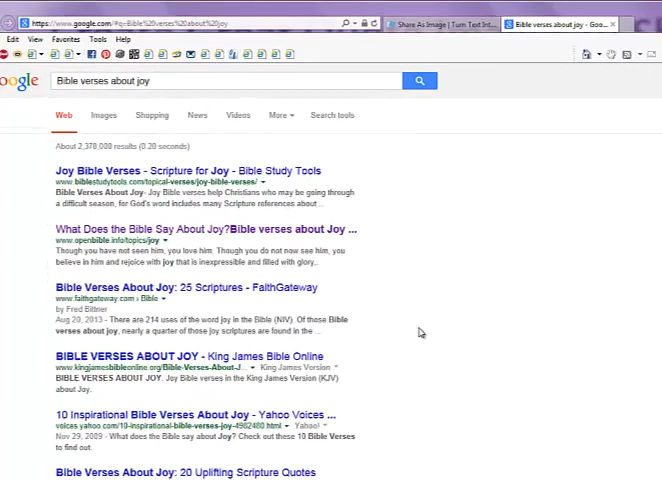 https://www.google.com/#q=Bible%20verses%20about%20joy
Share As Image | Turn Text Int...
Bible verses about joy - Goo...
Edit View Favorites Tools Help
oogle
Bible verses about joy
Web Images Shopping News Videos More Search tools
About 2,370,000 results (0.20 seconds)
Joy Bible Verses - Scripture for Joy - Bible Study Tools
www.biblestudytools.com/topical-verses/joy-bible-verses/
Bible Verses About Joy- Joy Bible verses help Christians who may be going through
a difficult season, for God's word includes many Scripture references about ...
What Does the Bible Say About Joy?Bible verses about Joy ...
www.openbible.info/topics/joy
Though you have not seen him, you love him. Though you do not now see him, you
believe in him and rejoice with joy that is inexpressible and filled with glory,.
Bible Verses About Joy: 25 Scriptures - FaithGateway
www.faithgateway.com › Bible
by Fred Bittner
Aug 20, 2013 - There are 214 uses of the word joy in the Bible (NIV). Of those Bible
verses about joy, nearly a quarter of those joy scriptures are found in the ...
BIBLE VERSES ABOUT JOY - King James Bible Online
www.kingjamesbibleonline.org/Bible-Verses-About-J... King James Version
BIBLE VERSES ABOUT JOY. Joy Bible verses in the King James Version (KJV)
about Joy.
10 Inspirational Bible Verses About Joy - Yahoo Voices ...
voices.yahoo.com/10-inspirational-bible-verses-joy-4982480.html Yahoo!
Nov 29, 2009 - What does the Bible say about Joy? Check out these 10 Bible Verses
to find out.
Bible Verses About Joy: 20 Uplifting Scripture Quotes